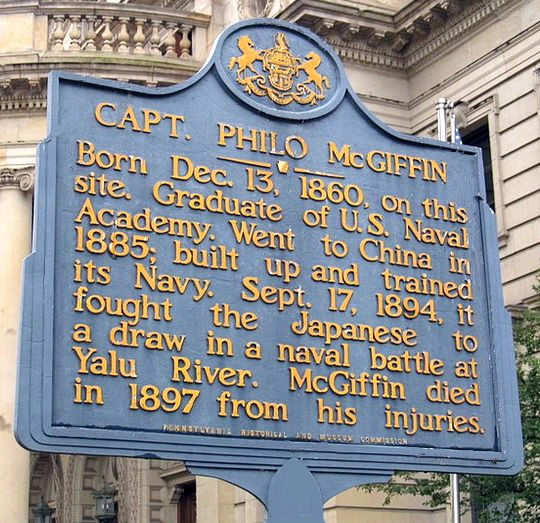 CAPT. PHILO McGIFFIN
Born Dec. 13, 1860, on this
site. Graduate of U.S. Naval
Academy. Went to China in
1885; built up and trained
its Navy. Sept. 17, 1894, it
fought the Japanese to
a draw in a naval battle at
Yalu River. McGiffin died
in 1897 from his injuries.
PENNSYLVANIA HISTORICAL AND MUSEUM COMMISSION